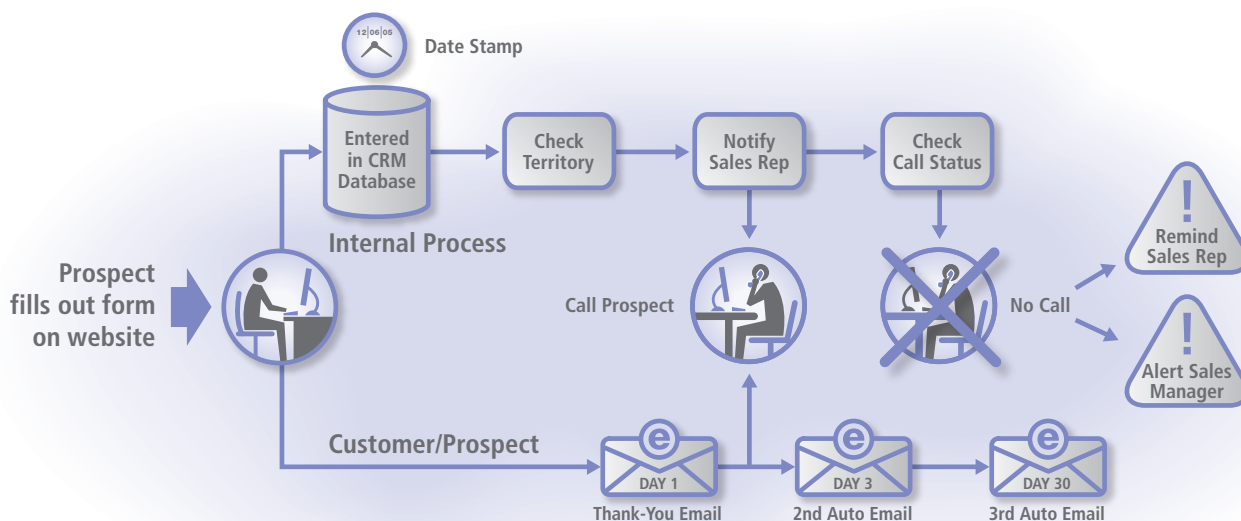 12|06|05
Date Stamp
Entered
in CRM
Database
Check
Territory
Notify
Sales Rep
Check
Call Status
Internal Process
Prospect
fills out form
on website
Call Prospect
No Call
!
Remind
Sales Rep
!
Alert Sales
Manager
Customer/Prospect
e
DAY 1
Thank-You Email
e
DAY 3
2nd Auto Email
e
DAY 30
3rd Auto Email